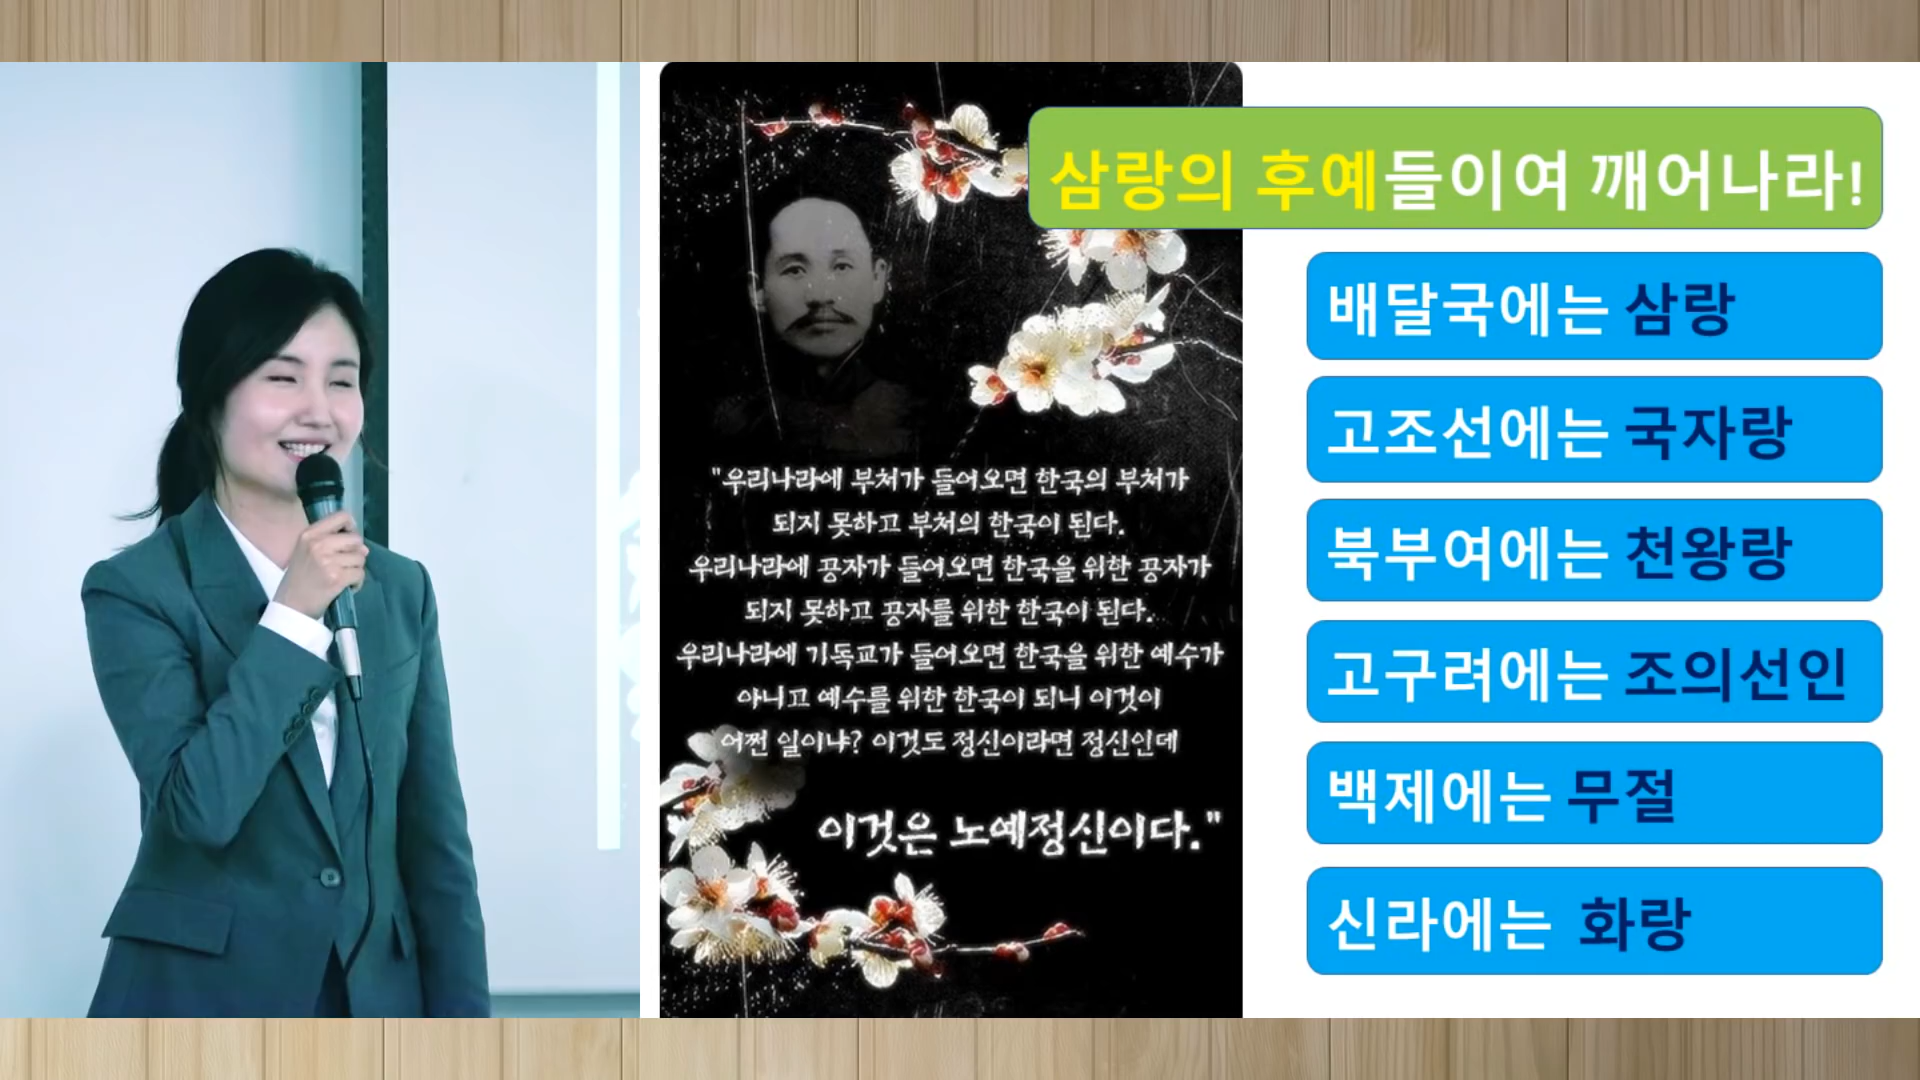 "우리나라에 부처가 들어오면 한국의 부처가
되지 못하고 부처의 한국이 된다.
우리나라에 공자가 들어오면 한국을 위한 공자가
되지 못하고 공자를 위한 한국이 된다.
우리나라에 기독교가 들어오면 한국을 위한 예수가
아니고 예수를 위한 한국이 되니 이것이
어쩐 일이냐? 이것도 정신이라면 정신인데
이것은 노예정신이다."
삼랑의 후예들이여 깨어나라!
배달국에는 삼랑
고조선에는 국자랑
북부여에는 천왕랑
고구려에는 조의선인
백제에는 무절
신라에는 화랑